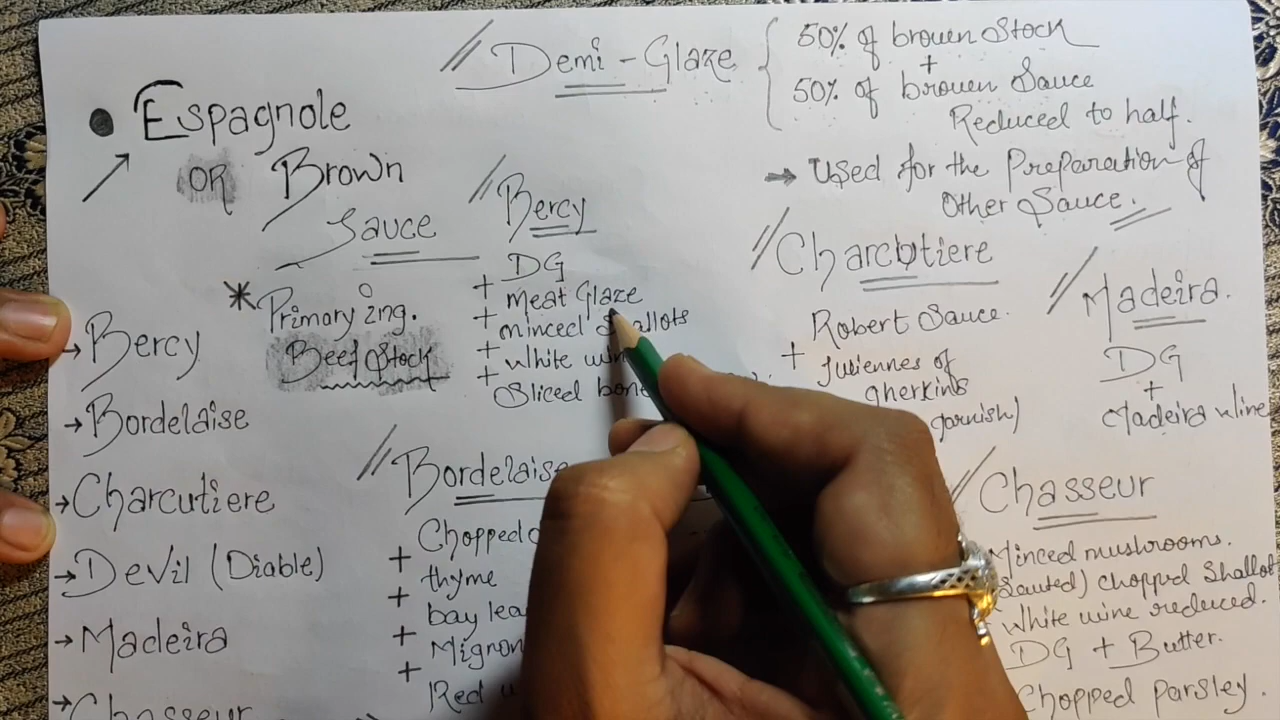 Demi-Glaze
50% of brown Stock
+
50% of brown Sauce
Reduced to half.
Used for the Preparation of
Other Sauce.
Espagnole
OR Brown
Sauce
* Primary ing.
Beef Stock
Bercy
Bordelaise
Charcutiere
Devil (Diable)
Madeira
Chasseur
Bercy
DG
+ Meat Glaze
+ minced Shallots
+ White
+ Sliced
Bordelaise
Chopped
+ thyme
+ bay
+
+ Red
Charcutiere
Robert Sauce.
+ Juliennes of
gherkins
garnish)
Madeira.
DG
+
Madeira wine
Chasseur
Minced mushrooms.
(Sauted) Chopped Shallot
White wine reduced.
DG + Butter.
Chopped Parsley.